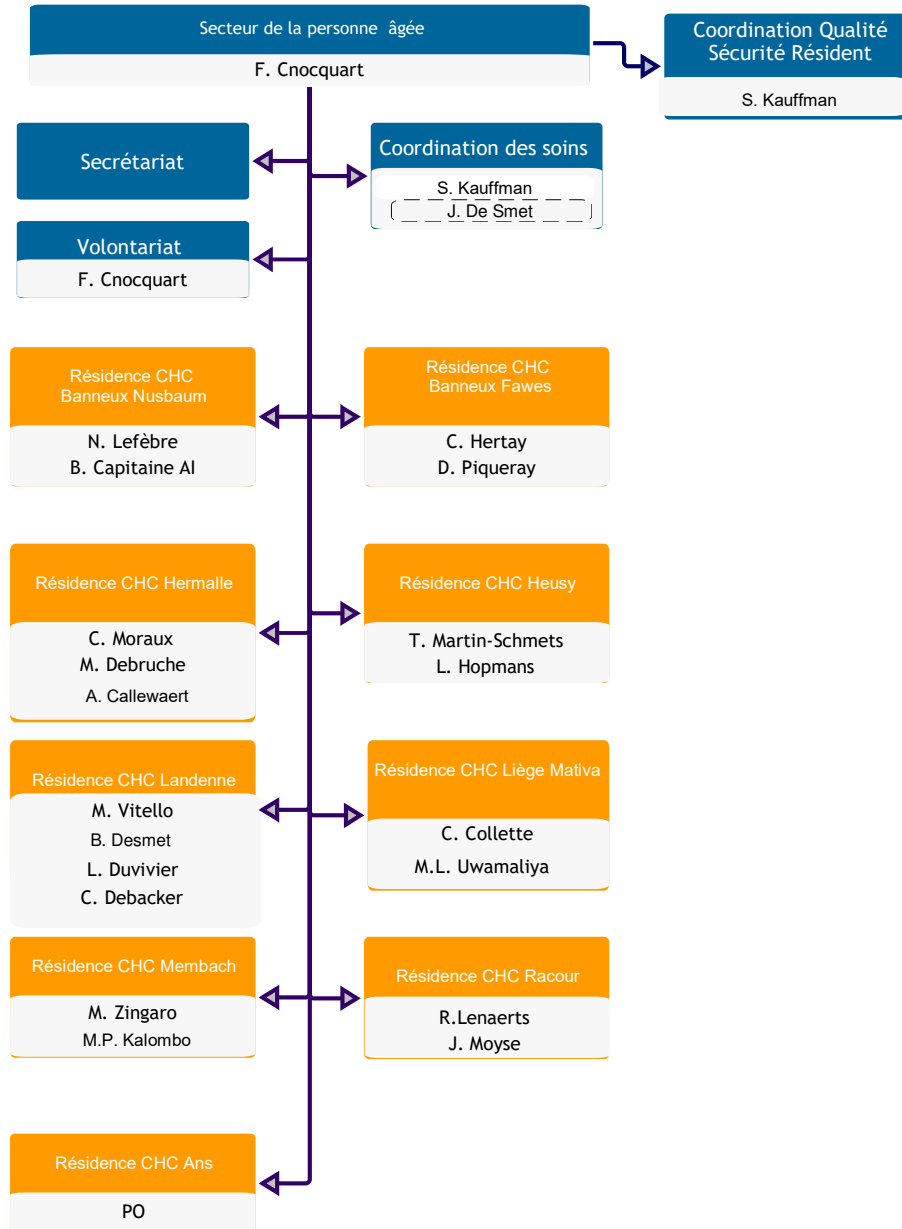 Secteur de la personne âgée
F. Cnocquart
Coordination Qualité
Sécurité Résident
S. Kauffman
Secrétariat
Coordination des soins
S. Kauffman
J. De Smet
Volontariat
F. Cnocquart
Résidence CHC
Banneux Nusbaum
N. Lefèbre
B. Capitaine Al
Résidence CHC
Banneux Fawes
C. Hertay
D. Piqueray
Résidence CHC Hermalle
C. Moraux
M. Debruche
A. Callewaert
Résidence CHC Heusy
T. Martin-Schmets
L. Hopmans
Résidence CHC Landenne
M. Vitello
B. Desmet
L. Duvivier
C. Debacker
Résidence CHC Liège Mativa
C. Collette
M.L. Uwamaliya
Résidence CHC Membach
M. Zingaro
M.P. Kalombo
Résidence CHC Racour
R.Lenaerts
J. Moyse
Résidence CHC Ans
PO